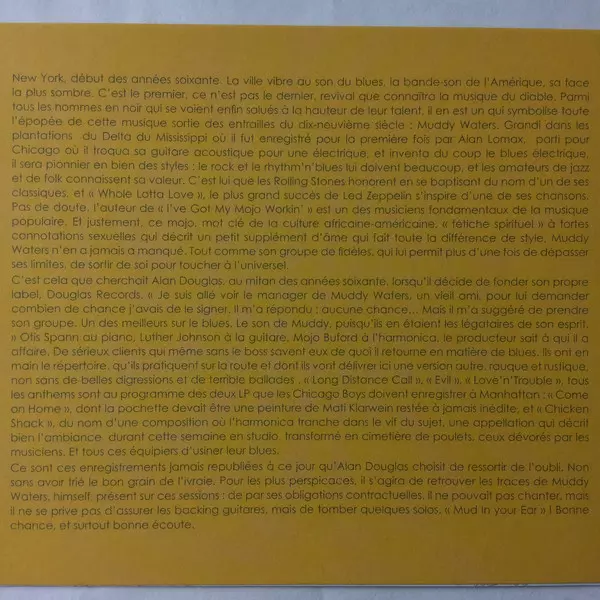 New York, début des années soixante. La ville vibre au son du blues, la bande-son de l'Amérique, sa face
la plus sombre. C'est le premier, ce n'est pas le dernier, revival que connaîtra la musique du diable. Parmi
tous les hommes en noir qui se voient enfin salués à la hauteur de leur talent, il en est un qui symbolise toute
l'épopée de cette musique sortie des entrailles du dix-neuvième siècle : Muddy Waters. Grandi dans les
plantations du Delta du Mississippi où il fut enregistré pour la première fois par Alan Lomax, parti pour
Chicago où il troqua sa guitare acoustique pour une électrique, et inventa du coup le blues électrique,
il sera pionnier en bien des styles : le rock et le rhythm'n'blues lui doivent beaucoup, et les amateurs de jazz
et de folk connaissent sa valeur. C'est lui que les Rolling Stones honorent en se baptisant du nom d'un de ses
classiques, et « Whole Lotta Love », le plus grand succès de Led Zeppelin s'inspire d'une de ses chansons.
Pas de doute, l'auteur de « I've Got My Mojo Workin' » est un des musiciens fondamentaux de la musique
populaire. Et justement, ce mojo, mot clé de la culture africaine-américaine, « fétiche spirituel » à fortes
connotations sexuelles qui décrit un petit supplément d'âme qui fait toute la différence de style, Muddy
Waters n'en a jamais a manqué. Tout comme son groupe de fidèles, qui lui permit plus d'une fois de dépasser
ses limites, de sortir de soi pour toucher à l'universel.
C'est cela que cherchait Alan Douglas, au mitan des années soixante, lorsqu'il décide de fonder son propre
label, Douglas Records. « Je suis allé voir le manager de Muddy Waters, un vieil ami, pour lui demander
combien de chance j'avais de le signer. Il m'a répondu : aucune chance... Mais il m'a suggéré de prendre
son groupe. Un des meilleurs sur le blues. Le son de Muddy, puisqu'ils en étaient les légataires de son esprit.
» Otis Spann au piano, Luther Johnson à la guitare, Mojo Buford à l'harmonica, le producteur sait à qui il a
affaire. De sérieux clients qui même sans le boss savent eux de quoi il retourne en matière de blues. Ils ont en
main le répertoire, qu'ils pratiquent sur la route et dont ils vont délivrer ici une version autre, rauque et rustique,
non sans de belles digressions et de terrible ballades . « Long Distance Call », « Evil », « Love'n'Trouble », tous
les anthems sont au programme des deux LP que les Chicago Boys doivent enregistrer à Manhattan : « Come
on Home », dont la pochette devait être une peinture de Mati Klarwein restée à jamais inédite, et « Chicken
Shack », du nom d'une composition où l'harmonica tranche dans le vif du sujet, une appellation qui décrit
bien l'ambiance durant cette semaine en studio, transformé en cimetière de poulets, ceux dévorés par les
musiciens. Et tous ces équipiers d'usiner leur blues.
Ce sont ces enregistrements jamais republiées à ce jour qu'Alan Douglas choisit de ressortir de l'oubli. Non
sans avoir trié le bon grain de l'ivraie. Pour les plus perspicaces, il s'agira de retrouver les traces de Muddy
Waters, himself, présent sur ces sessions : de par ses obligations contractuelles, il ne pouvait pas chanter, mais
il ne se prive pas d'assurer les backing guitares, mais de tomber quelques solos. « Mud in your Ear » ! Bonne
chance, et surtout bonne écoute.